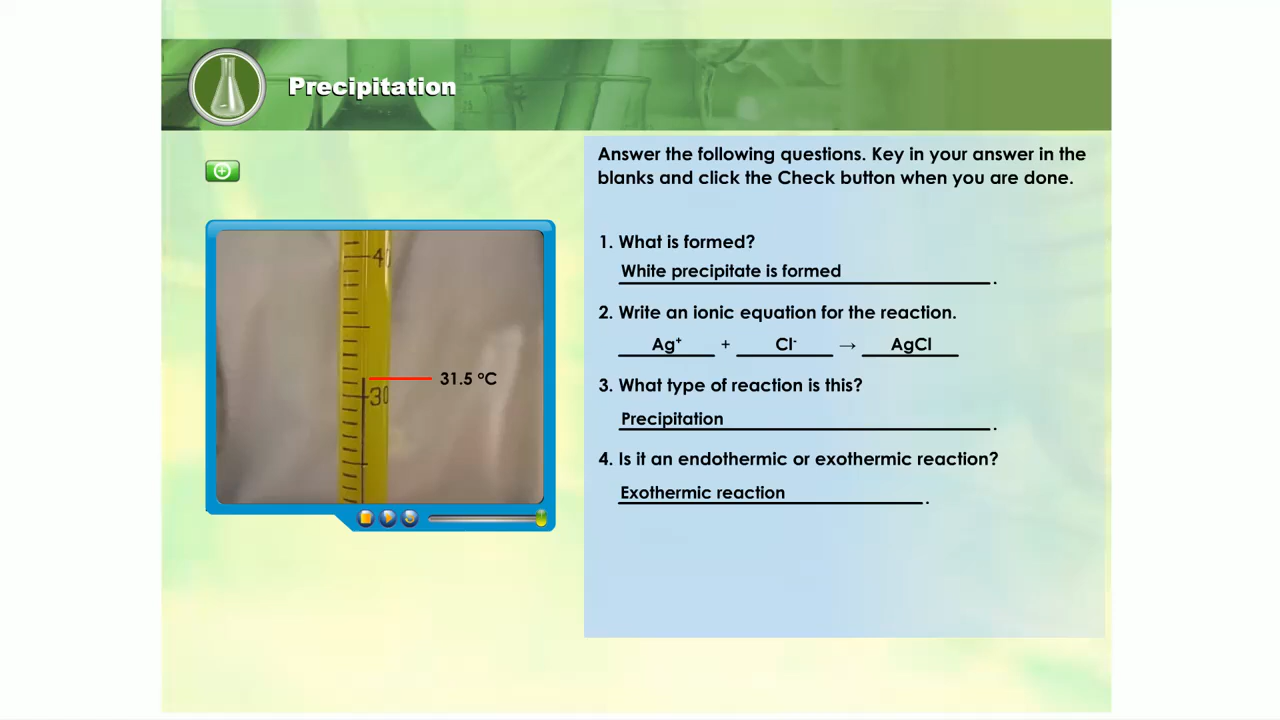 Precipitation
Answer the following questions. Key in your answer in the
blanks and click the Check button when you are done.
1. What is formed?
White precipitate is formed.
2. Write an ionic equation for the reaction.
Ag⁺ + Cl⁻ → AgCl
3. What type of reaction is this?
Precipitation.
4. Is it an endothermic or exothermic reaction?
Exothermic reaction.
40
31.5 °C
30